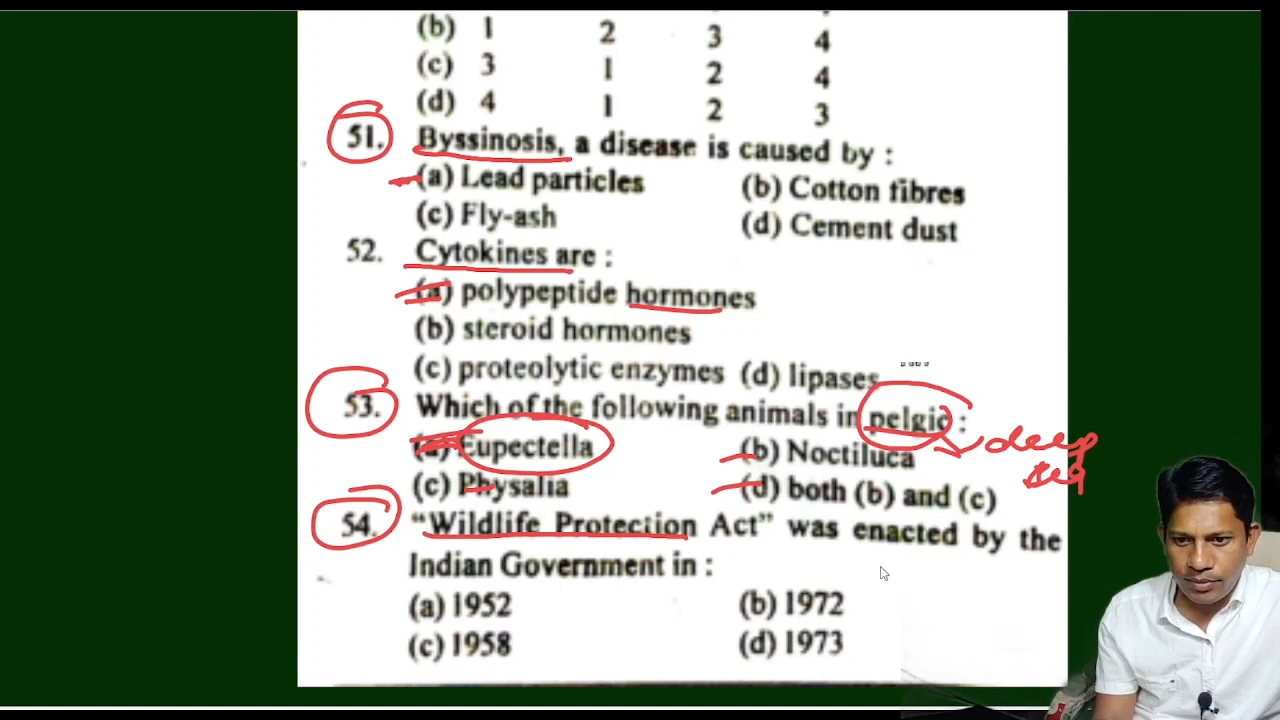 (b) 1 2 3 4
(c) 3 1 2 4
(d) 4 1 2 3
51. Byssinosis, a disease is caused by :
(a) Lead particles (b) Cotton fibres
(c) Fly-ash (d) Cement dust
52. Cytokines are :
(a) polypeptide hormones
(b) steroid hormones
(c) proteolytic enzymes (d) lipases
53. Which of the following animals in pelgic :
(a) Eupectella (b) Noctiluca
deep
sea
(c) Physalia (d) both (b) and (c)
54. “Wildlife Protection Act” was enacted by the
Indian Government in :
(a) 1952 (b) 1972
(c) 1958 (d) 1973